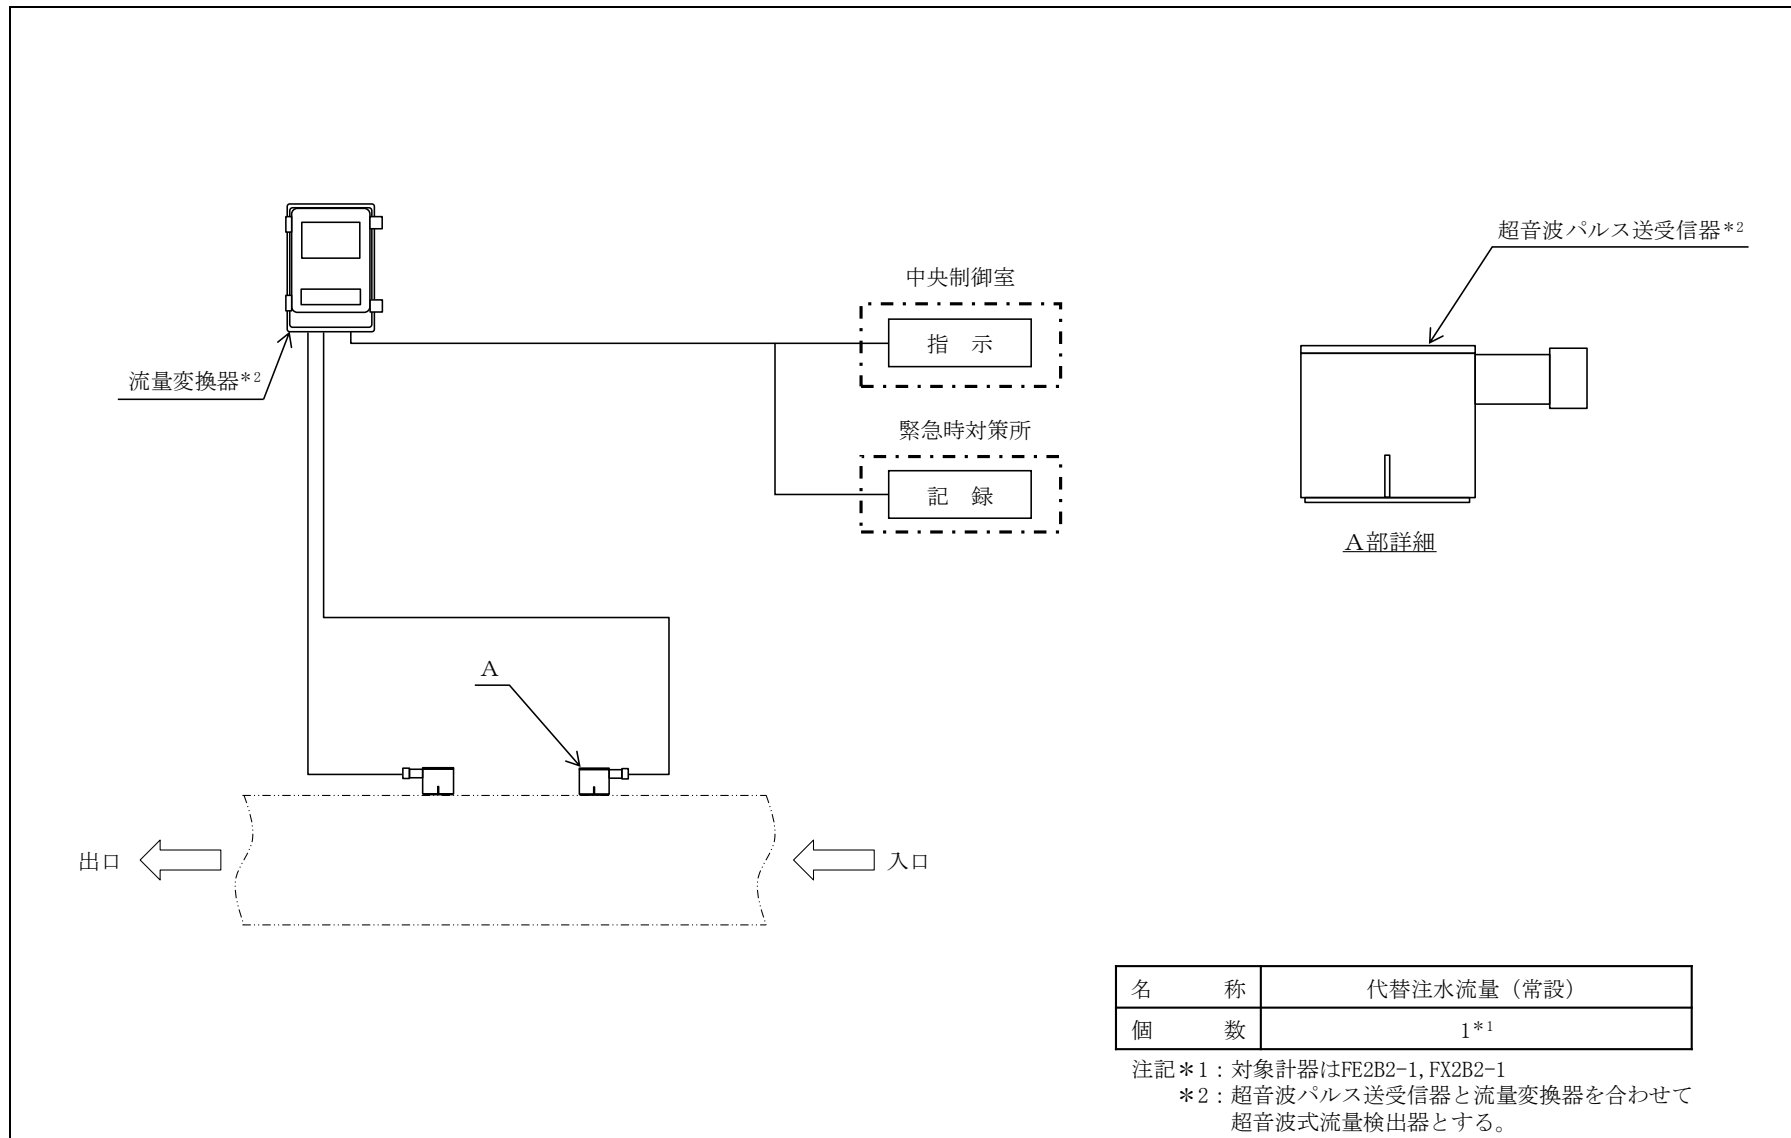 超音波パルス送受信器*2
中央制御室
指　示
流量変換器*2
緊急時対策所
記　録
A部詳細
A
出口
入口
名　称　代替注水流量（常設）
個　数　1*1
注記*1：対象計器はFE2B2-1,FX2B2-1
*2：超音波パルス送受信器と流量変換器を合わせて
超音波式流量検出器とする。